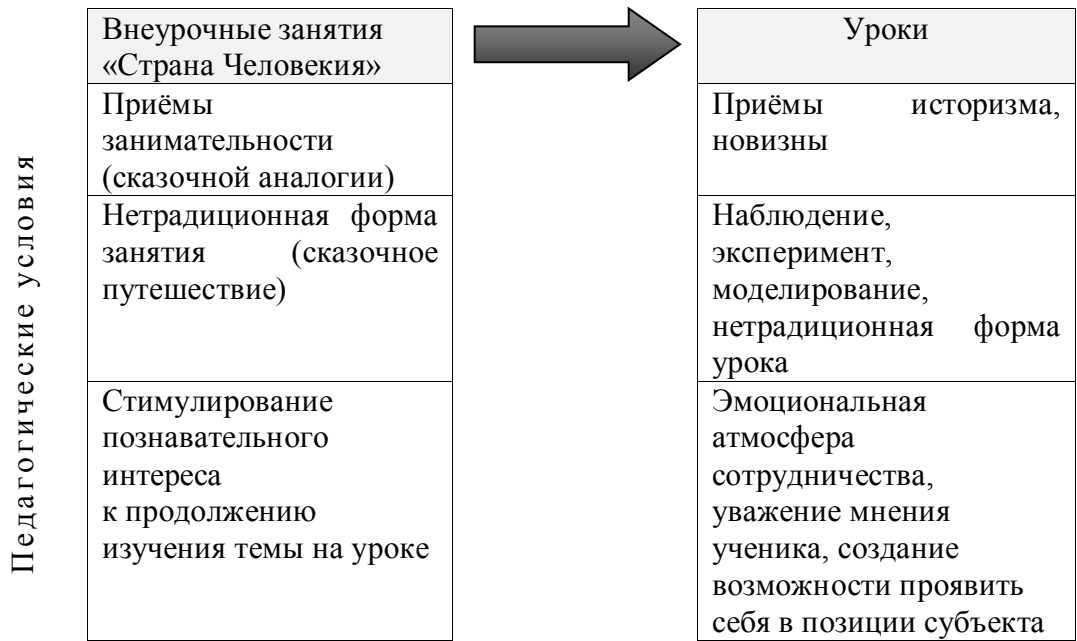 Педагогические условия
Внеурочные занятия
«Страна Человекия»
Приёмы
занимательности
(сказочной аналогии)
Нетрадиционная форма
занятия (сказочное
путешествие)
Стимулирование
познавательного
интереса
к продолжению
изучения темы на уроке
Уроки
Приёмы историзма,
новизны
Наблюдение,
эксперимент,
моделирование,
нетрадиционная форма
урока
Эмоциональная
атмосфера
сотрудничества,
уважение мнения
ученика, создание
возможности проявить
себя в позиции субъекта